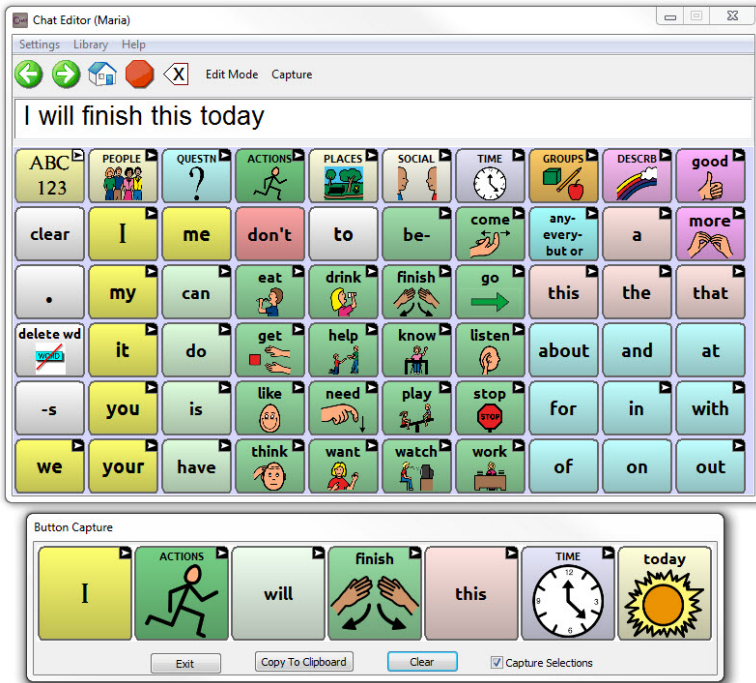 Chat Editor (Maria)
Settings Library Help
X Edit Mode Capture
I will finish this today
ABC 123 PEOPLE QUESTN ? ACTIONS PLACES SOCIAL TIME GROUPS DESCRB good
clear I me don't to be- come any- every- but or a more
. my can eat drink finish go this the that
delete wd WORD it do get help know listen about and at
-s you is like need play stop STOP for in with
we your have think want watch work of on out
Button Capture
I ACTIONS will finish this TIME 12 3 6 9 today
Exit Copy To Clipboard Clear Capture Selections